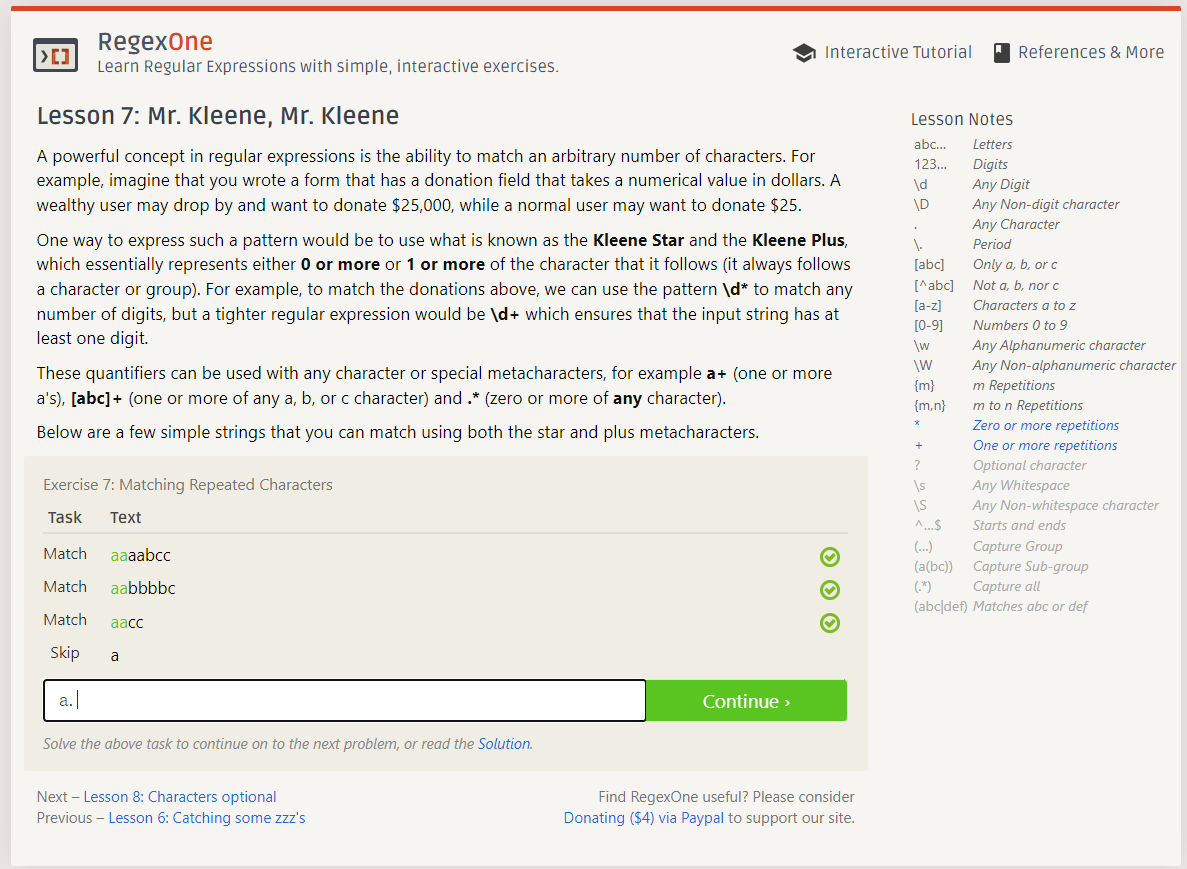 RegexOne
Learn Regular Expressions with simple, interactive exercises.
Interactive Tutorial
References & More
Lesson 7: Mr. Kleene, Mr. Kleene
A powerful concept in regular expressions is the ability to match an arbitrary number of characters. For
example, imagine that you wrote a form that has a donation field that takes a numerical value in dollars. A
wealthy user may drop by and want to donate $25,000, while a normal user may want to donate $25.
One way to express such a pattern would be to use what is known as the Kleene Star and the Kleene Plus,
which essentially represents either 0 or more or 1 or more of the character that it follows (it always follows
a character or group). For example, to match the donations above, we can use the pattern \d* to match any
number of digits, but a tighter regular expression would be \d+ which ensures that the input string has at
least one digit.
These quantifiers can be used with any character or special metacharacters, for example a+ (one or more
a's), [abc]+ (one or more of any a, b, or c character) and .* (zero or more of any character).
Below are a few simple strings that you can match using both the star and plus metacharacters.
Exercise 7: Matching Repeated Characters
Task Text
Match aaaabcc
Match aabbbbc
Match aacc
Skip a
a.
Continue ›
Solve the above task to continue on to the next problem, or read the Solution.
Next – Lesson 8: Characters optional
Previous – Lesson 6: Catching some zzz's
Find RegexOne useful? Please consider
Donating ($4) via Paypal to support our site.
Lesson Notes
abc... Letters
123... Digits
\d Any Digit
\D Any Non-digit character
. Any Character
\. Period
[abc] Only a, b, or c
[^abc] Not a, b, nor c
[a-z] Characters a to z
[0-9] Numbers 0 to 9
\w Any Alphanumeric character
\W Any Non-alphanumeric character
{m} m Repetitions
{m,n} m to n Repetitions
* Zero or more repetitions
+ One or more repetitions
? Optional character
\s Any Whitespace
\S Any Non-whitespace character
^...$ Starts and ends
(...) Capture Group
(a(bc)) Capture Sub-group
(.*) Capture all
(abc|def) Matches abc or def